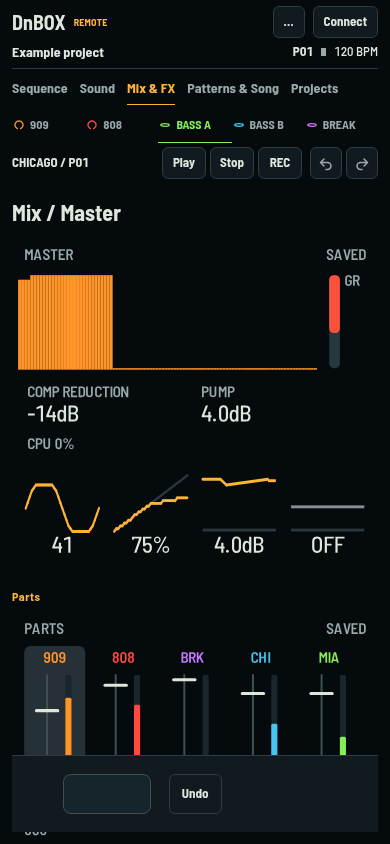 DnBOX REMOTE ... Connect
Example project P01 120 BPM
Sequence Sound Mix & FX Patterns & Song Projects
909 808 BASS A BASS B BREAK
CHICAGO / P01 Play Stop REC
Mix / Master
MASTER SAVED
GR
COMP REDUCTION PUMP
-14dB 4.0dB
CPU 0%
41 75% 4.0dB OFF
Parts
PARTS SAVED
909 808 BRK CHI MIA
Undo